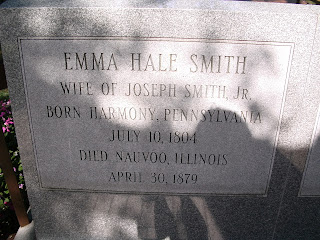 EMMA HALE SMITH
WIFE OF JOSEPH SMITH, JR.
BORN HARMONY, PENNSYLVANIA
JULY 10, 1804
DIED NAUVOO, ILLINOIS
APRIL 30, 1879